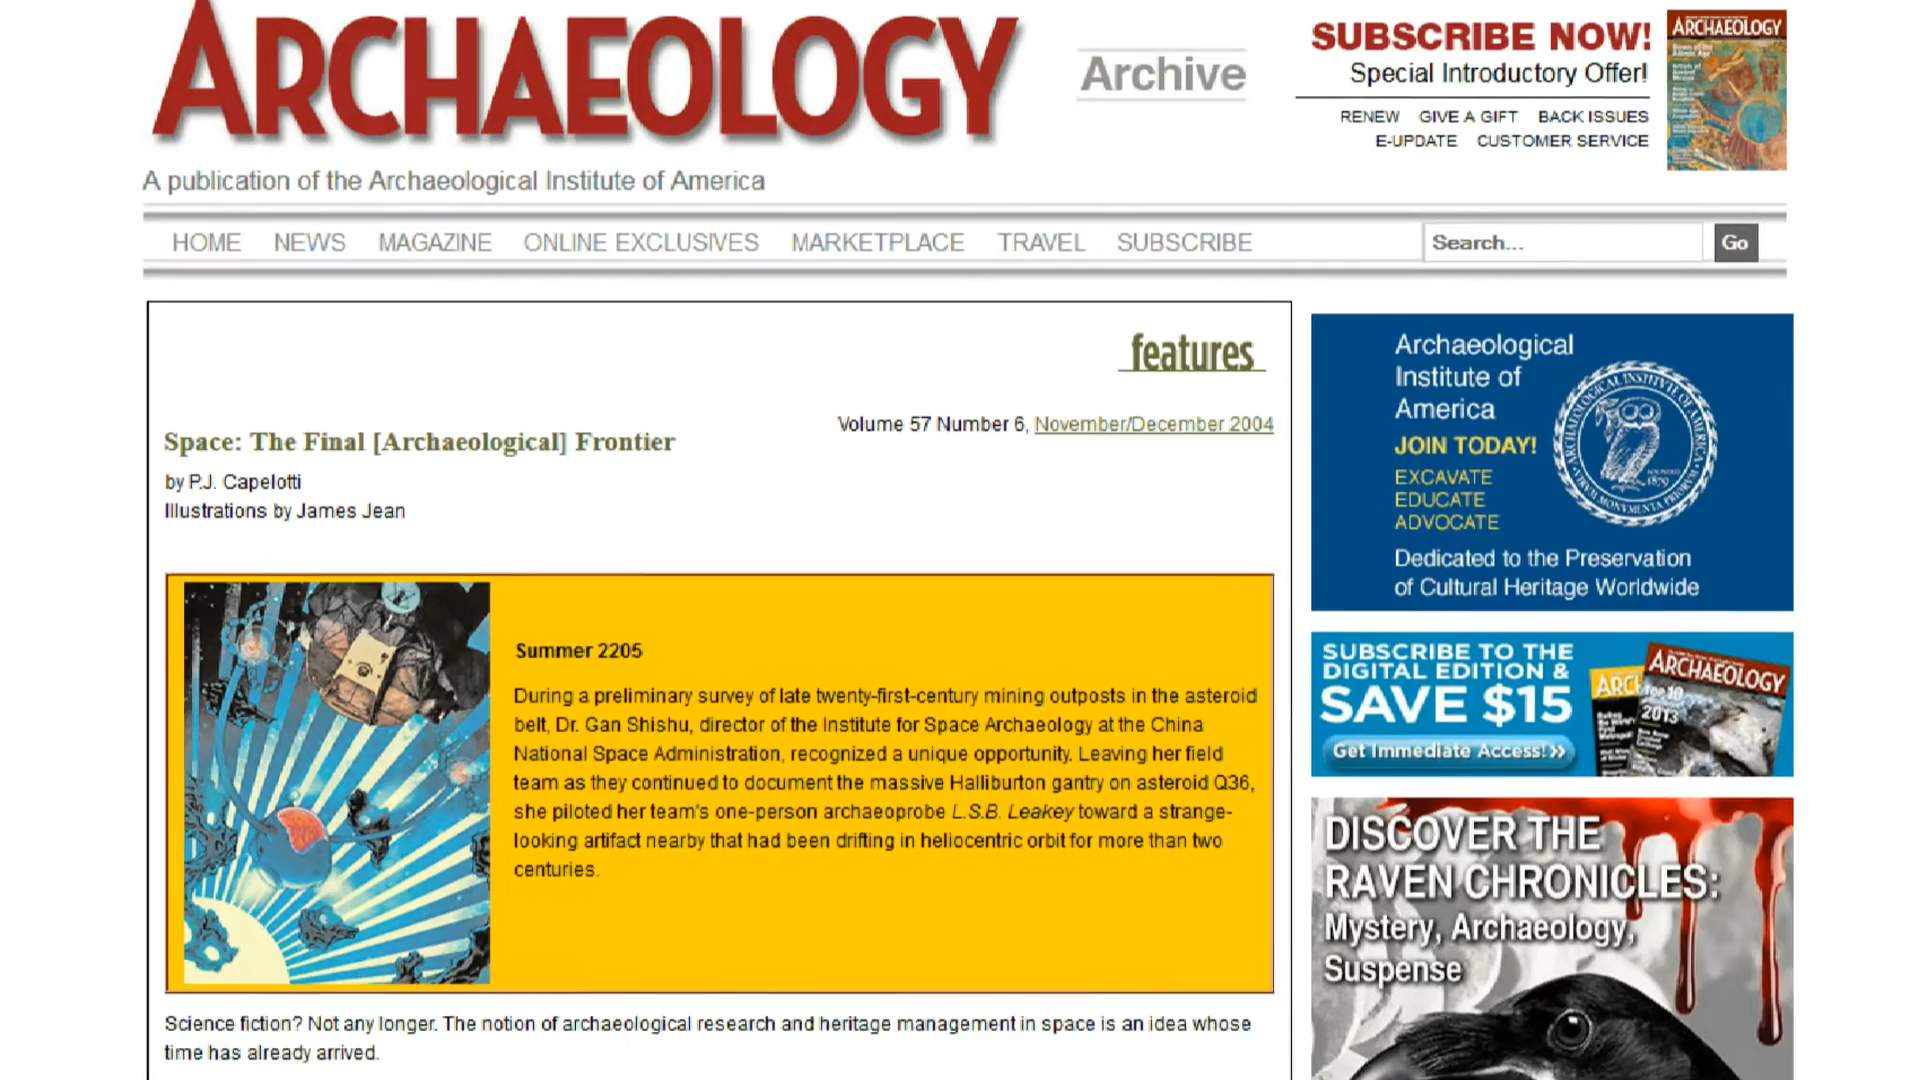 ARCHAEOLOGY
Archive
SUBSCRIBE NOW!
Special Introductory Offer!
RENEW GIVE A GIFT BACK ISSUES
E-UPDATE CUSTOMER SERVICE
ARCHAEOLOGY
A publication of the Archaeological Institute of America
HOME NEWS MAGAZINE ONLINE EXCLUSIVES MARKETPLACE TRAVEL SUBSCRIBE
Search...
Go
features
Volume 57 Number 6, November/December 2004
Space: The Final [Archaeological] Frontier
by P.J. Capelotti
Illustrations by James Jean
Summer 2205
During a preliminary survey of late twenty-first-century mining outposts in the asteroid
belt, Dr. Gan Shishu, director of the Institute for Space Archaeology at the China
National Space Administration, recognized a unique opportunity. Leaving her field
team as they continued to document the massive Halliburton gantry on asteroid Q36,
she piloted her team's one-person archaeoprobe L.S.B. Leakey toward a strange-
looking artifact nearby that had been drifting in heliocentric orbit for more than two
centuries.
Science fiction? Not any longer. The notion of archaeological research and heritage management in space is an idea whose
time has already arrived.
Archaeological
Institute of
America
JOIN TODAY!
EXCAVATE
EDUCATE
ADVOCATE
ARCHAEOLOGICAL INSTITUTE OF AMERICA
FOUNDED
1879
Dedicated to the Preservation
of Cultural Heritage Worldwide
SUBSCRIBE TO THE
DIGITAL EDITION &
SAVE $15
Get Immediate Access! »
ARCHAEOLOGY
Top 10
2013
DISCOVER THE
RAVEN CHRONICLES:
Mystery, Archaeology,
Suspense